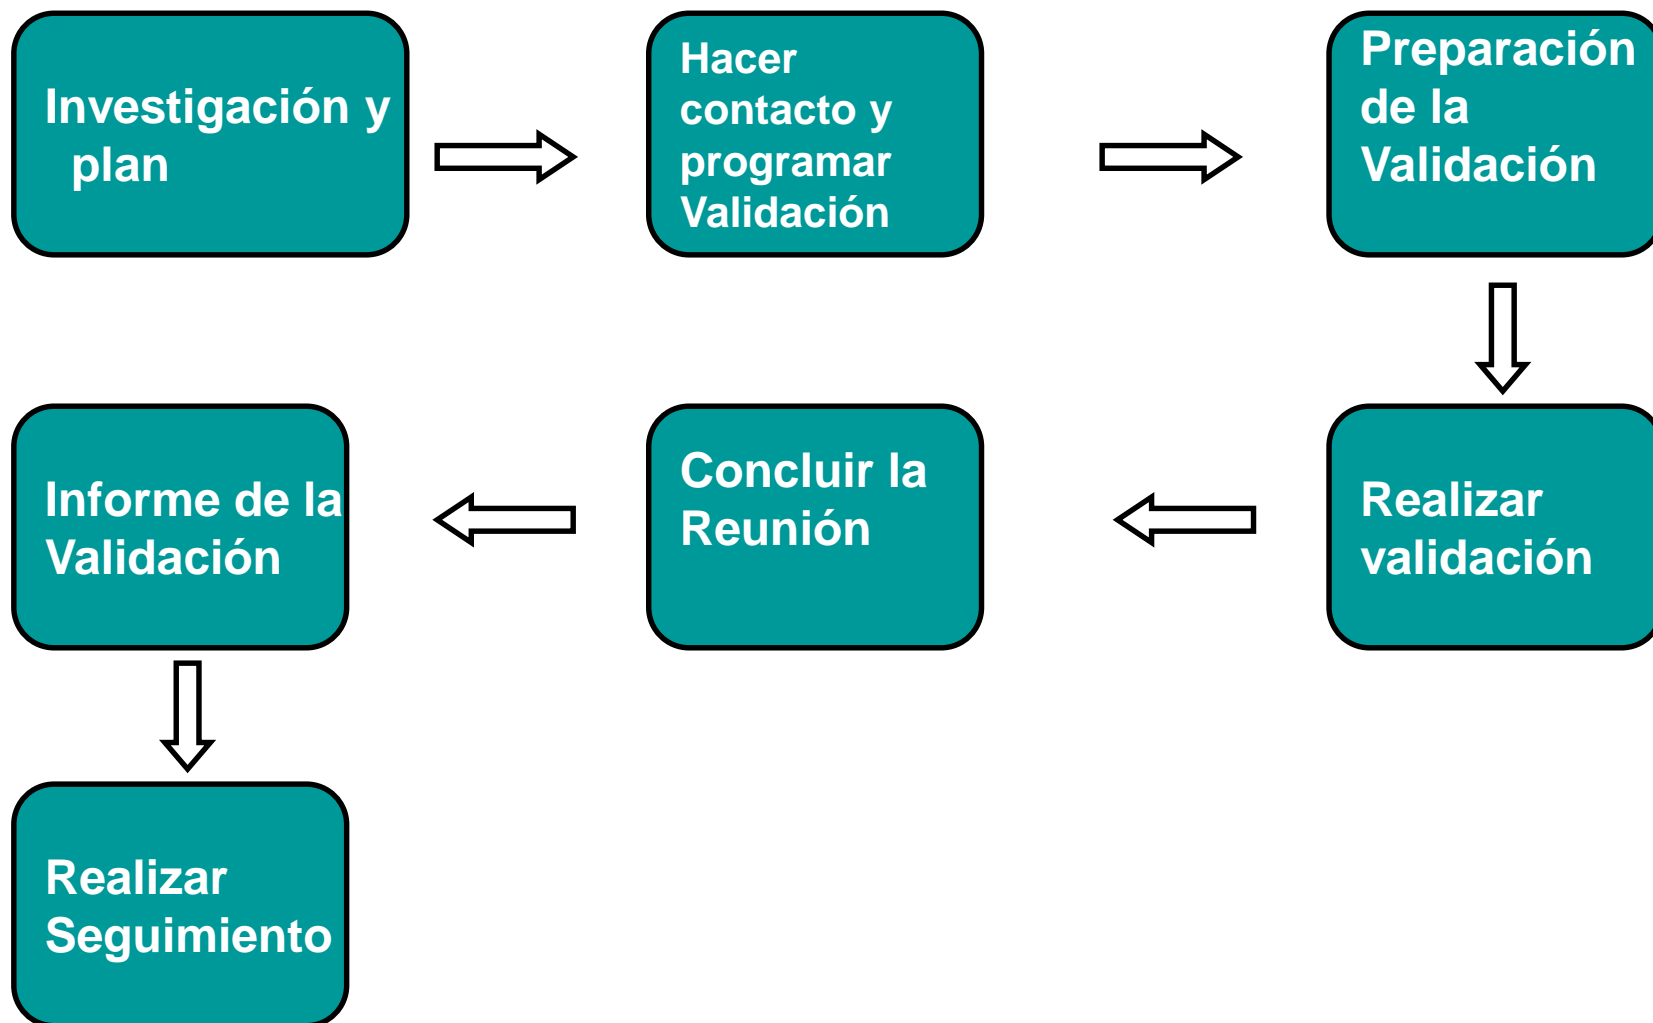 Investigación y
plan
Hacer
contacto y
programar
Validación
Preparación
de la
Validación
Informe de la
Validación
Concluir la
Reunión
Realizar
validación
Realizar
Seguimiento